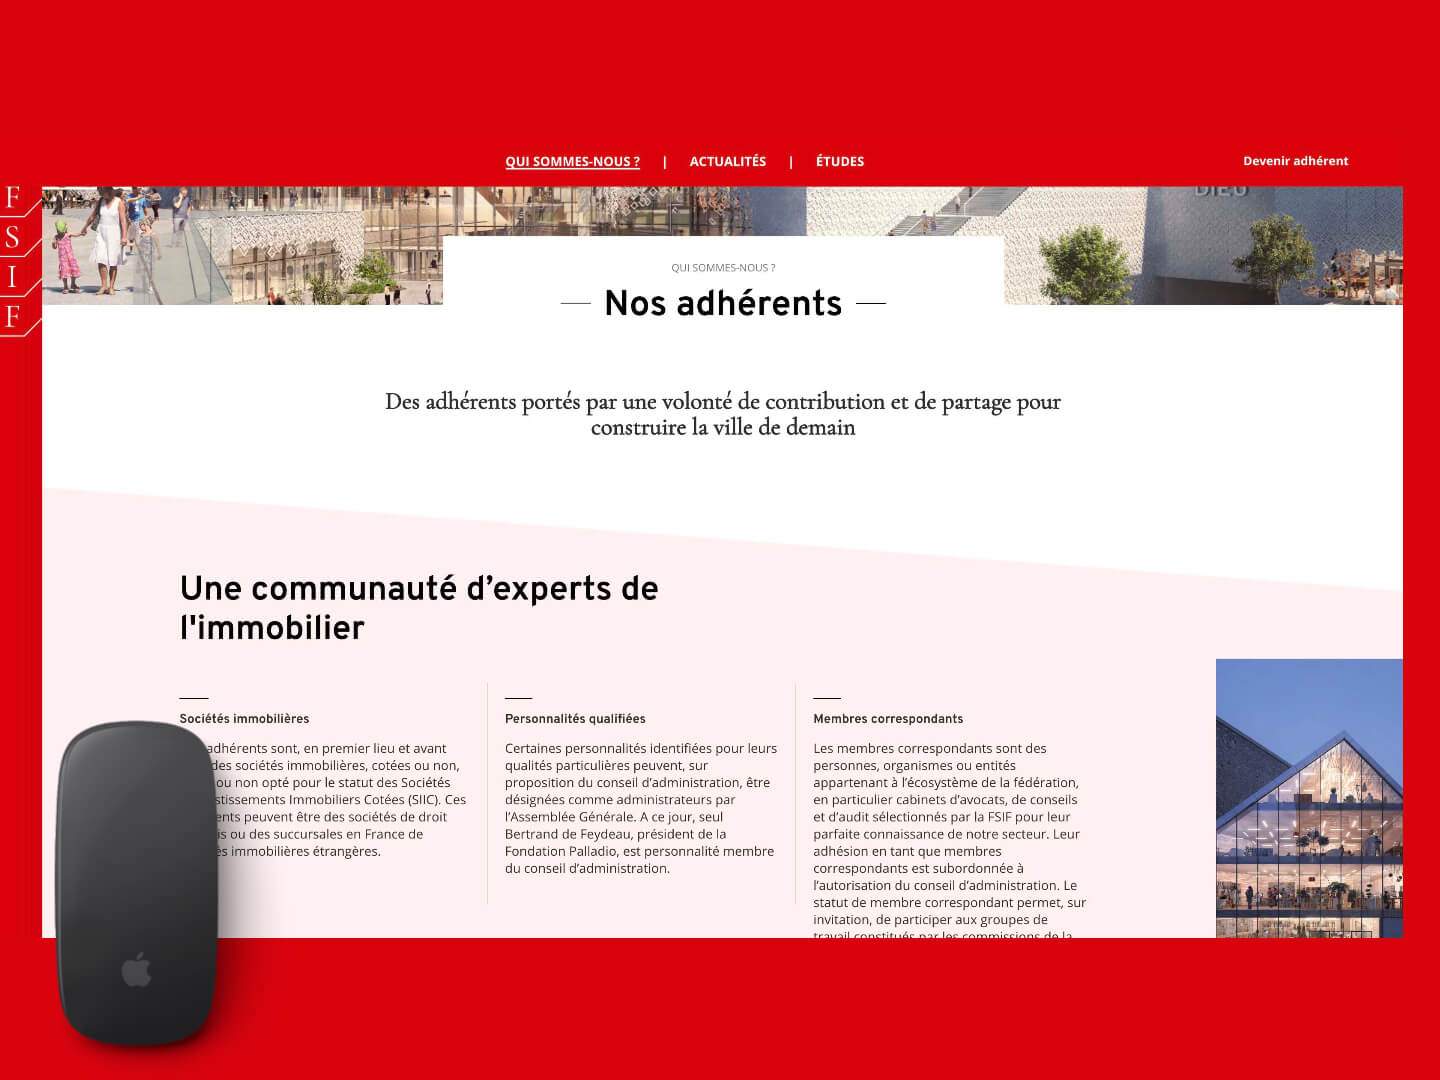 QUI SOMMES-NOUS ? | ACTUALITÉS | ÉTUDES
Devenir adhérent
F
S
I
F
DIEU
QUI SOMMES-NOUS ?
Nos adhérents
Des adhérents portés par une volonté de contribution et de partage pour
construire la ville de demain
Une communauté d’experts de
l'immobilier
Sociétés immobilières
adhérents sont, en premier lieu et avant
des sociétés immobilières, cotées ou non,
ou non opté pour le statut des Sociétés
stissements Immobiliers Cotées (SIIC). Ces
ents peuvent être des sociétés de droit
is ou des succursales en France de
és immobilières étrangères.
Personnalités qualifiées
Certaines personnalités identifiées pour leurs
qualités particulières peuvent, sur
proposition du conseil d’administration, être
désignées comme administrateurs par
l’Assemblée Générale. A ce jour, seul
Bertrand de Feydeau, président de la
Fondation Palladio, est personnalité membre
du conseil d’administration.
Membres correspondants
Les membres correspondants sont des
personnes, organismes ou entités
appartenant à l’écosystème de la fédération,
en particulier cabinets d’avocats, de conseils
et d’audit sélectionnés par la FSIF pour leur
parfaite connaissance de notre secteur. Leur
adhésion en tant que membres
correspondants est subordonnée à
l’autorisation du conseil d’administration. Le
statut de membre correspondant permet, sur
invitation, de participer aux groupes de
travail constitués par les commissions de la